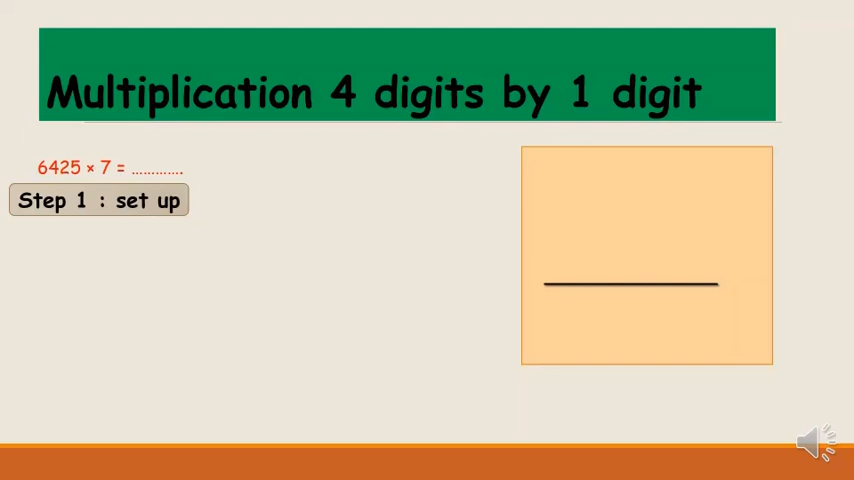 Multiplication 4 digits by 1 digit
6425 × 7 = ………….
Step 1 : set up